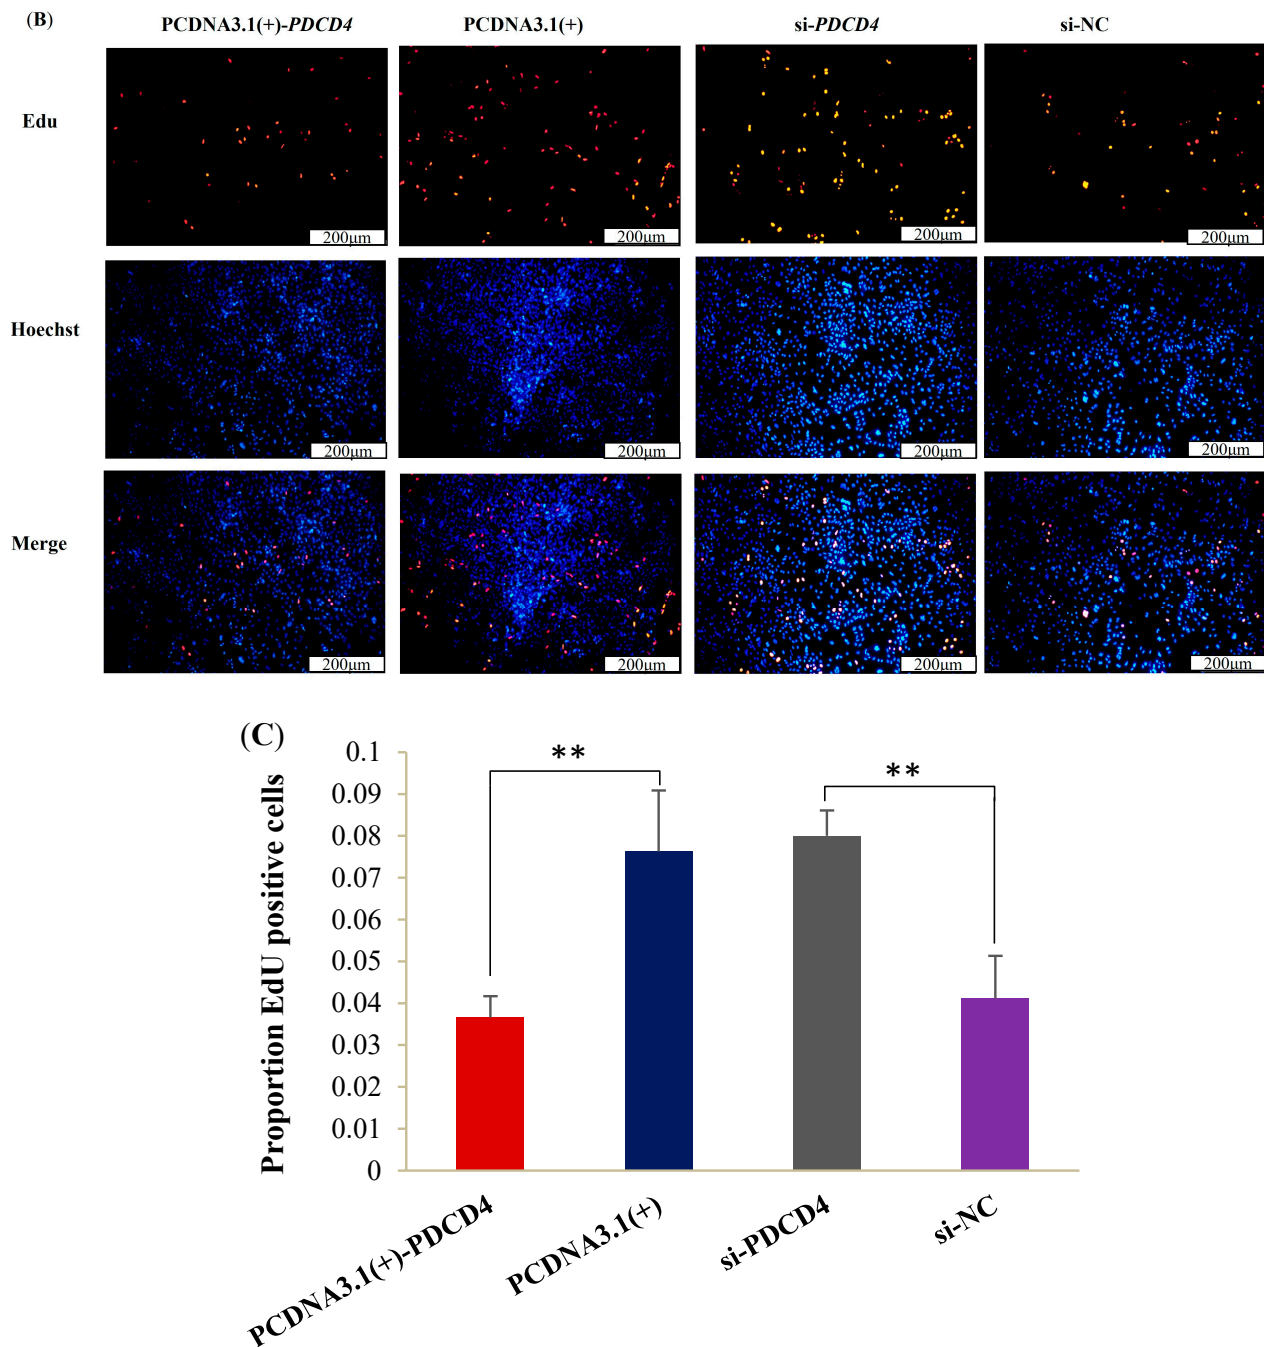 (B)
PCDNA3.1(+)-PDCD4 PCDNA3.1(+) si-PDCD4 si-NC
Edu
200μm 200μm 200μm 200μm
Hoechst
200μm 200μm 200μm 200μm
Merge
200μm 200μm 200μm 200μm
(C)
** **
Proportion EdU positive cells
0.1
0.09
0.08
0.07
0.06
0.05
0.04
0.03
0.02
0.01
0
PCDNA3.1(+)-PDCD4
PCDNA3.1(+)
si-PDCD4
si-NC